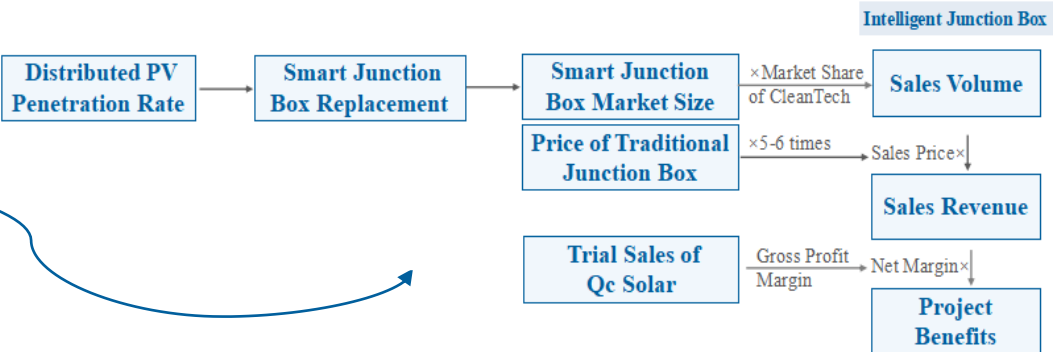 Intelligent Junction Box
Distributed PV
Penetration Rate
Smart Junction
Box Replacement
Smart Junction
Box Market Size
×Market Share
of CleanTech
Sales Volume
Price of Traditional
Junction Box
×5-6 times
Sales Price×
Sales Revenue
Trial Sales of
Qc Solar
Gross Profit
Margin
Net Margin×
Project
Benefits